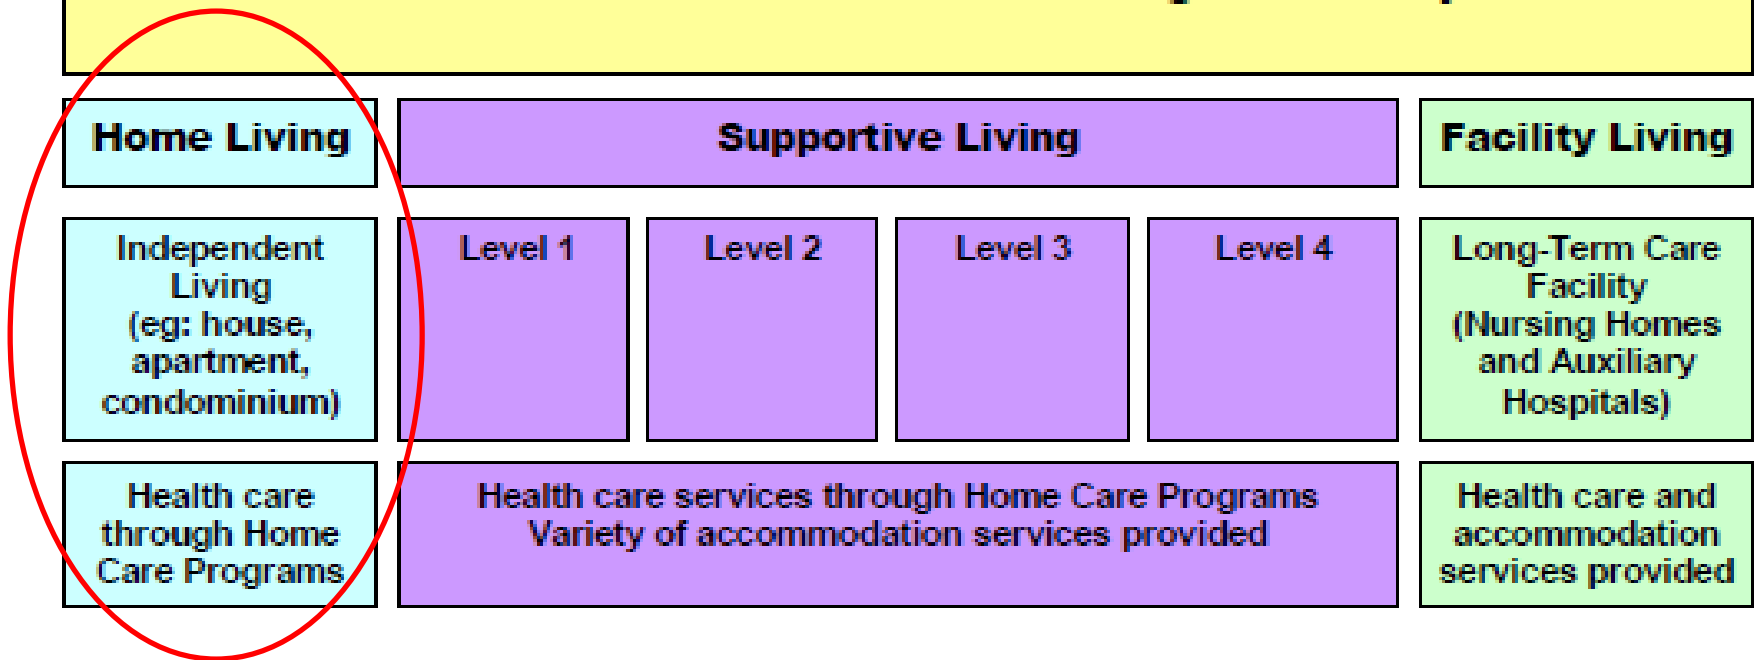 Home Living
Supportive Living
Facility Living
Independent
Living
(eg: house,
apartment,
condominium)
Level 1
Level 2
Level 3
Level 4
Long-Term Care
Facility
(Nursing Homes
and Auxiliary
Hospitals)
Health care
through Home
Care Programs
Health care services through Home Care Programs
Variety of accommodation services provided
Health care and
accommodation
services provided